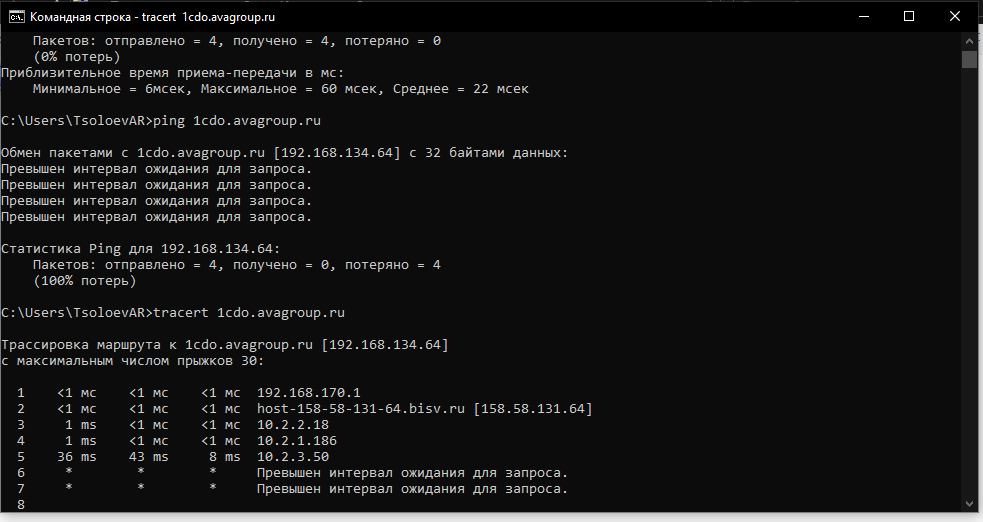 Командная строка - tracert 1cdo.avagroup.ru
Пакетов: отправлено = 4, получено = 4, потеряно = 0
(0% потерь)
Приблизительное время приема-передачи в мс:
Минимальное = 6мсек, Максимальное = 60 мсек, Среднее = 22 мсек
C:\Users\TsoloevAR>ping 1cdo.avagroup.ru
Обмен пакетами с 1cdo.avagroup.ru [192.168.134.64] с 32 байтами данных:
Превышен интервал ожидания для запроса.
Превышен интервал ожидания для запроса.
Превышен интервал ожидания для запроса.
Превышен интервал ожидания для запроса.
Статистика Ping для 192.168.134.64:
Пакетов: отправлено = 4, получено = 0, потеряно = 4
(100% потерь)
C:\Users\TsoloevAR>tracert 1cdo.avagroup.ru
Трассировка маршрута к 1cdo.avagroup.ru [192.168.134.64]
с максимальным числом прыжков 30:
1 <1 мс <1 мс <1 мс 192.168.170.1
2 <1 мс <1 мс <1 мс host-158-58-131-64.bisv.ru [158.58.131.64]
3 1 ms <1 мс <1 мс 10.2.2.18
4 1 ms <1 мс <1 мс 10.2.1.186
5 36 ms 43 ms 8 ms 10.2.3.50
6 * * * Превышен интервал ожидания для запроса.
7 * * * Превышен интервал ожидания для запроса.
8